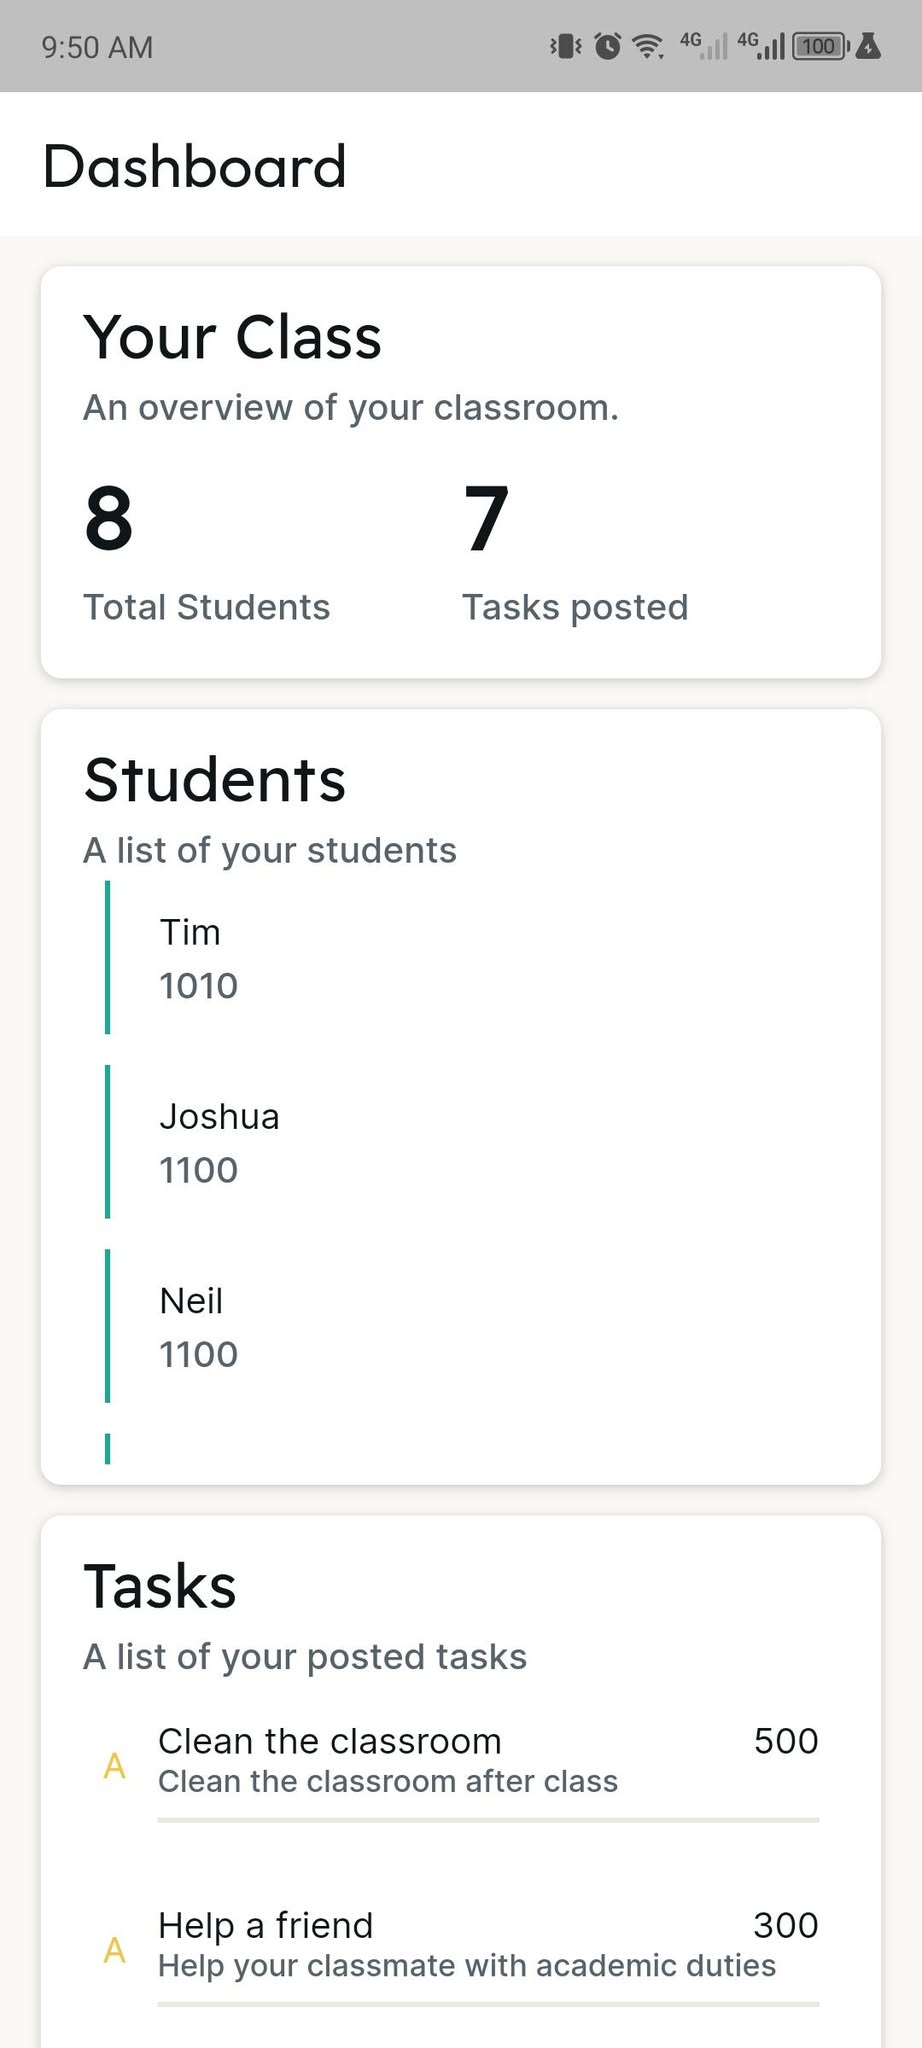 9:50 AM
4G 4G 100
Dashboard
Your Class
An overview of your classroom.
8 7
Total Students Tasks posted
Students
A list of your students
Tim
1010
Joshua
1100
Neil
1100
Tasks
A list of your posted tasks
Clean the classroom 500
A
Clean the classroom after class
Help a friend 300
A
Help your classmate with academic duties